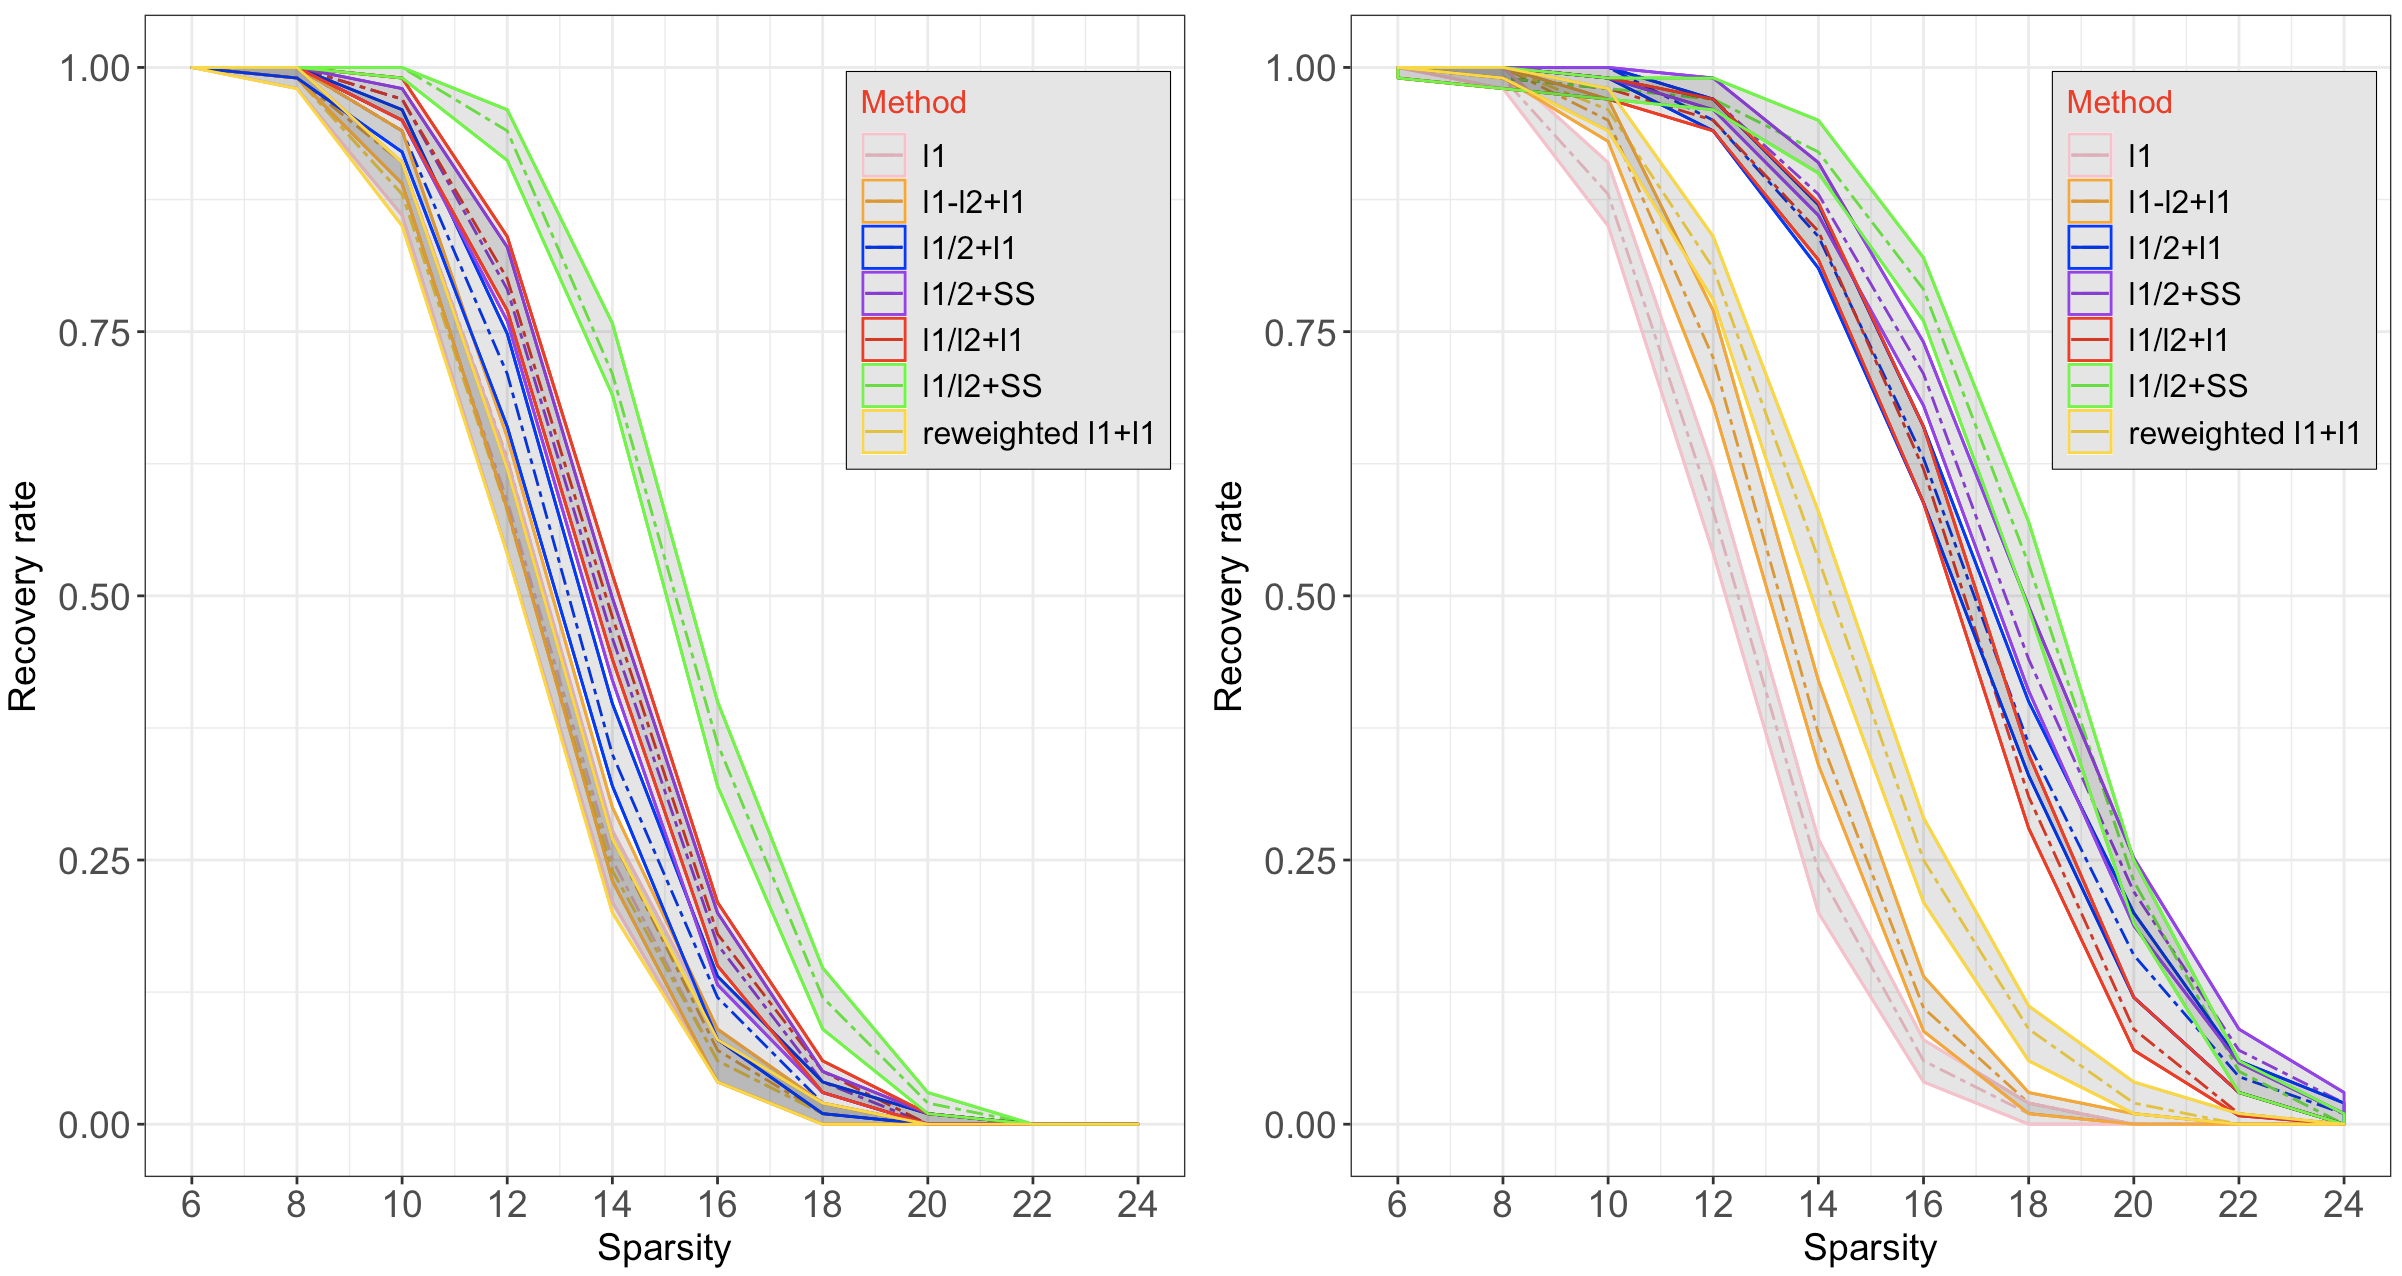 1.00
0.75
0.50
0.25
0.00
Recovery rate
6 8 10 12 14 16 18 20 22 24
Sparsity
Method
l1
l1-l2+l1
l1/2+l1
l1/2+SS
l1/l2+l1
l1/l2+SS
reweighted l1+l1
1.00
0.75
0.50
0.25
0.00
Recovery rate
6 8 10 12 14 16 18 20 22 24
Sparsity
Method
l1
l1-l2+l1
l1/2+l1
l1/2+SS
l1/l2+l1
l1/l2+SS
reweighted l1+l1